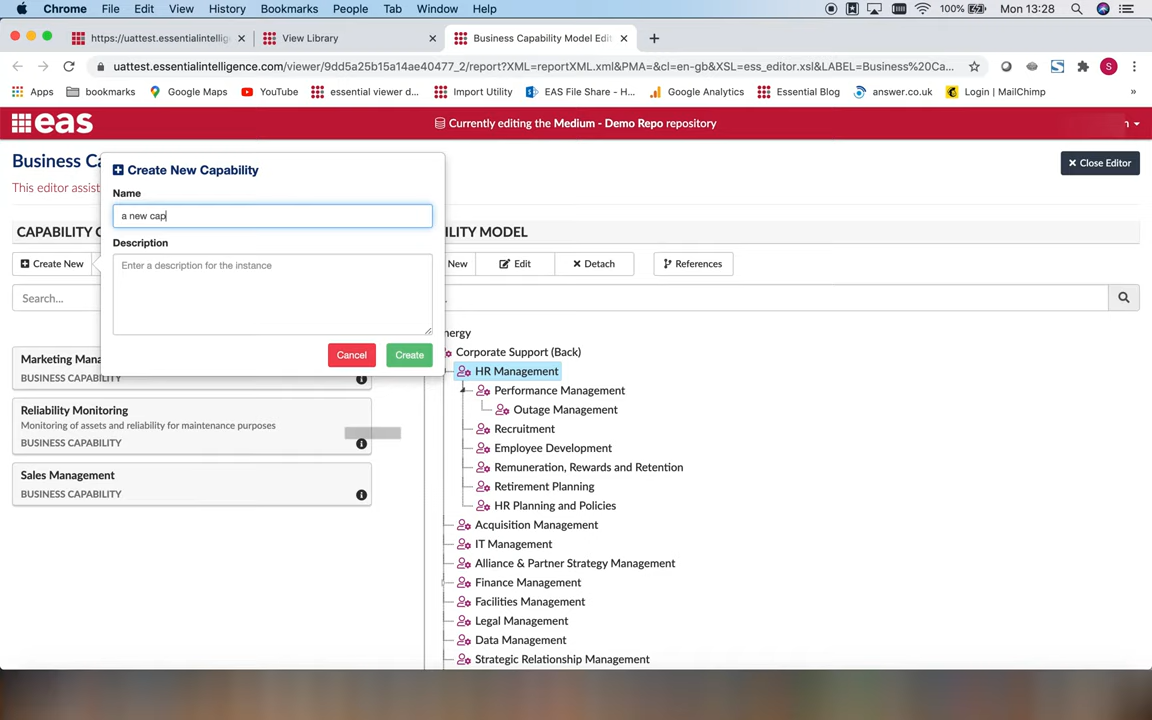 Chrome File Edit View History Bookmarks People Tab Window Help 100% Mon 13:28
https://uattest.essentialintellig View Library Business Capability Model Edit
uattest.essentialintelligence.com/viewer/9dd5a25b15a14ae40477_2/report?XML=reportXML.xml&PMA=&cl=en-gb&XSL=ess_editor.xsl&LABEL=Business%20Ca... S
Apps bookmarks Google Maps YouTube essential viewer d... Import Utility EAS File Share - H... Google Analytics Essential Blog answer.co.uk Login | MailChimp »
eas Currently editing the Medium - Demo Repo repository
Business Ca
Close Editor
This editor assist
Create New Capability
Name
a new cap
Description
Enter a description for the instance
Cancel Create
CAPABILITY C
ILITY MODEL
Create New
New Edit Detach References
Search...
Marketing Mana
BUSINESS CAPABILITY
Reliability Monitoring
Monitoring of assets and reliability for maintenance purposes
BUSINESS CAPABILITY
Sales Management
BUSINESS CAPABILITY
nergy
Corporate Support (Back)
HR Management
Performance Management
Outage Management
Recruitment
Employee Development
Remuneration, Rewards and Retention
Retirement Planning
HR Planning and Policies
Acquisition Management
IT Management
Alliance & Partner Strategy Management
Finance Management
Facilities Management
Legal Management
Data Management
Strategic Relationship Management